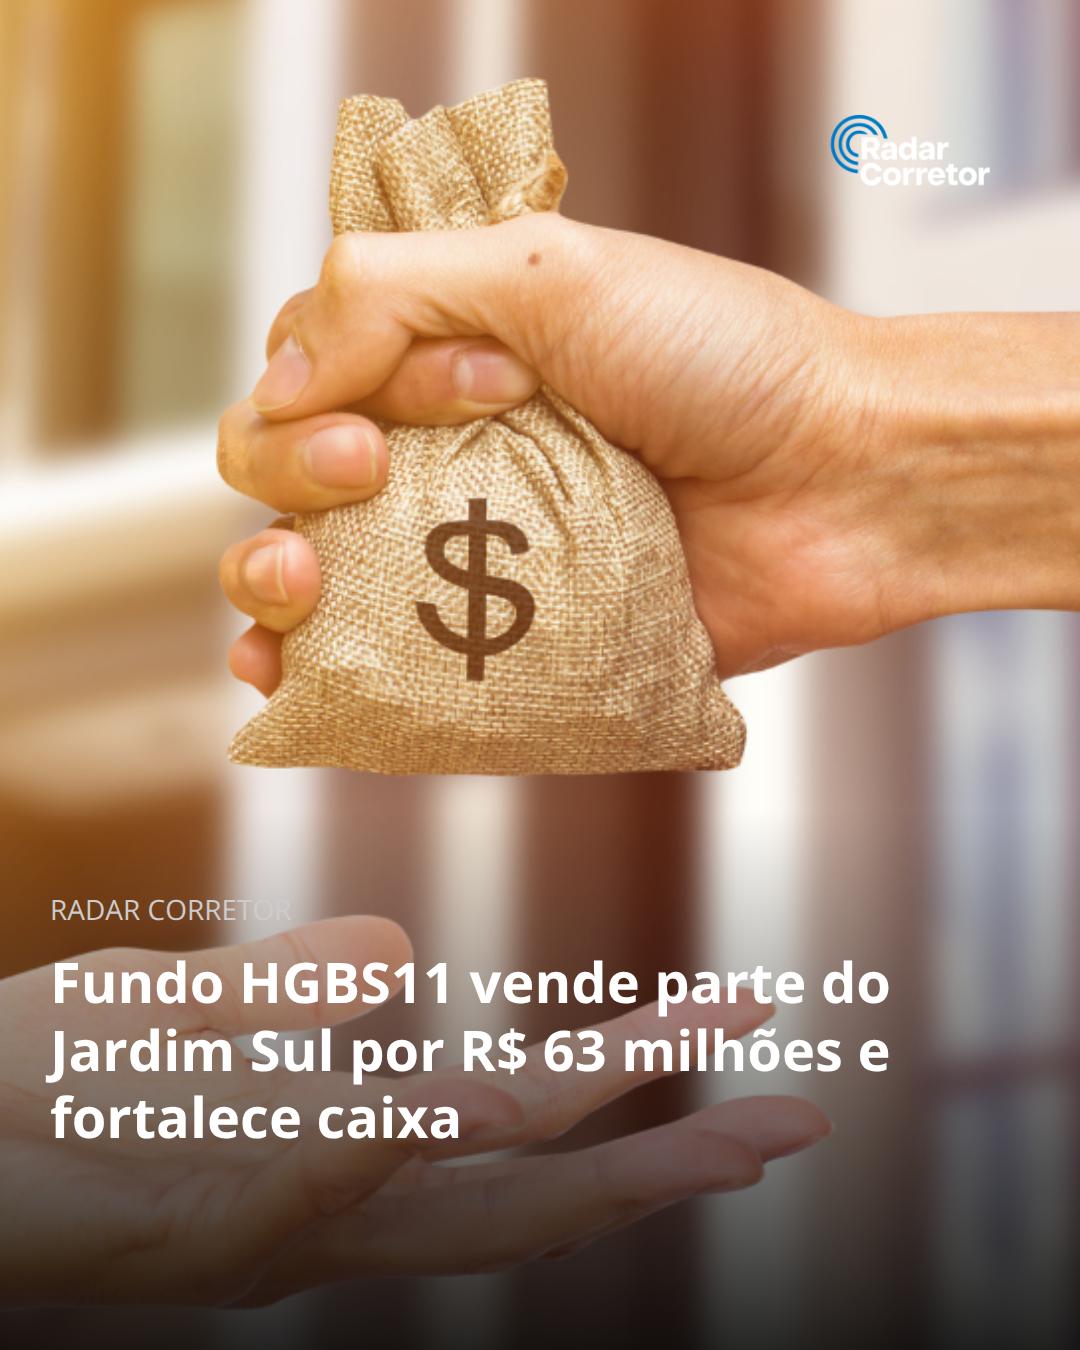 Radar
Corretor
$
RADAR CORRETOR
Fundo HGBS11 vende parte do
Jardim Sul por R$ 63 milhões e
fortalece caixa